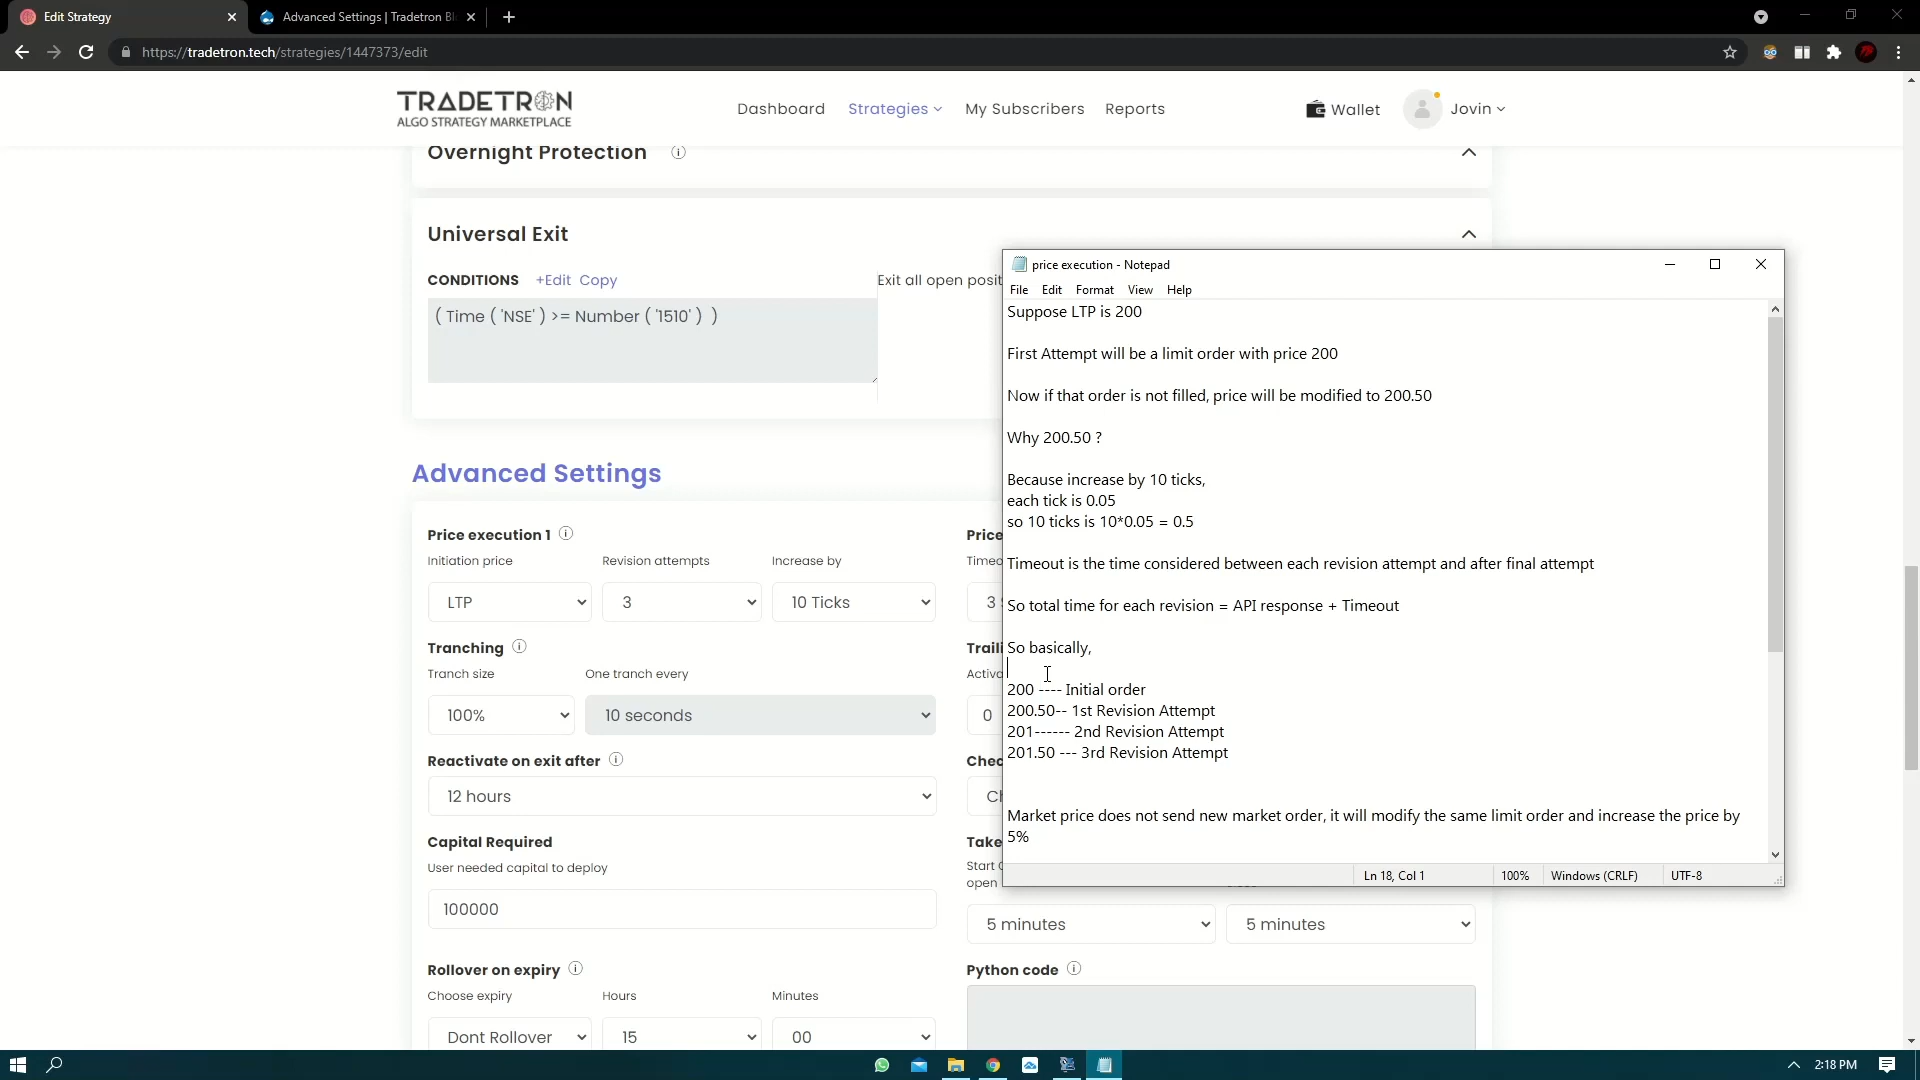 Edit Strategy
Advanced Settings | Tradetron Bl
https://tradetron.tech/strategies/1447373/edit
TRADETRON
ALGO STRATEGY MARKETPLACE
Dashboard
Strategies
My Subscribers
Reports
Wallet
Jovin
Overnight Protection
Universal Exit
CONDITIONS +Edit Copy
Exit all open posit
( Time ( 'NSE' ) >= Number ( '1510' ) )
Advanced Settings
Price execution 1
Initiation price
Revision attempts
Increase by
LTP
3
10 Ticks
Price
Timeo
3
Tranching
Tranch size
One tranch every
100%
10 seconds
Traili
Activa
0
Reactivate on exit after
12 hours
Chec
Ch
Capital Required
User needed capital to deploy
100000
Take
Start
open
5 minutes
5 minutes
Rollover on expiry
Choose expiry
Hours
Minutes
Dont Rollover
15
00
Python code
price execution - Notepad
File Edit Format View Help
Suppose LTP is 200
First Attempt will be a limit order with price 200
Now if that order is not filled, price will be modified to 200.50
Why 200.50 ?
Because increase by 10 ticks,
each tick is 0.05
so 10 ticks is 10*0.05 = 0.5
Timeout is the time considered between each revision attempt and after final attempt
So total time for each revision = API response + Timeout
So basically,
200 ---- Initial order
200.50-- 1st Revision Attempt
201------ 2nd Revision Attempt
201.50 --- 3rd Revision Attempt
Market price does not send new market order, it will modify the same limit order and increase the price by
5%
Ln 18, Col 1
100%
Windows (CRLF)
UTF-8
2:18 PM